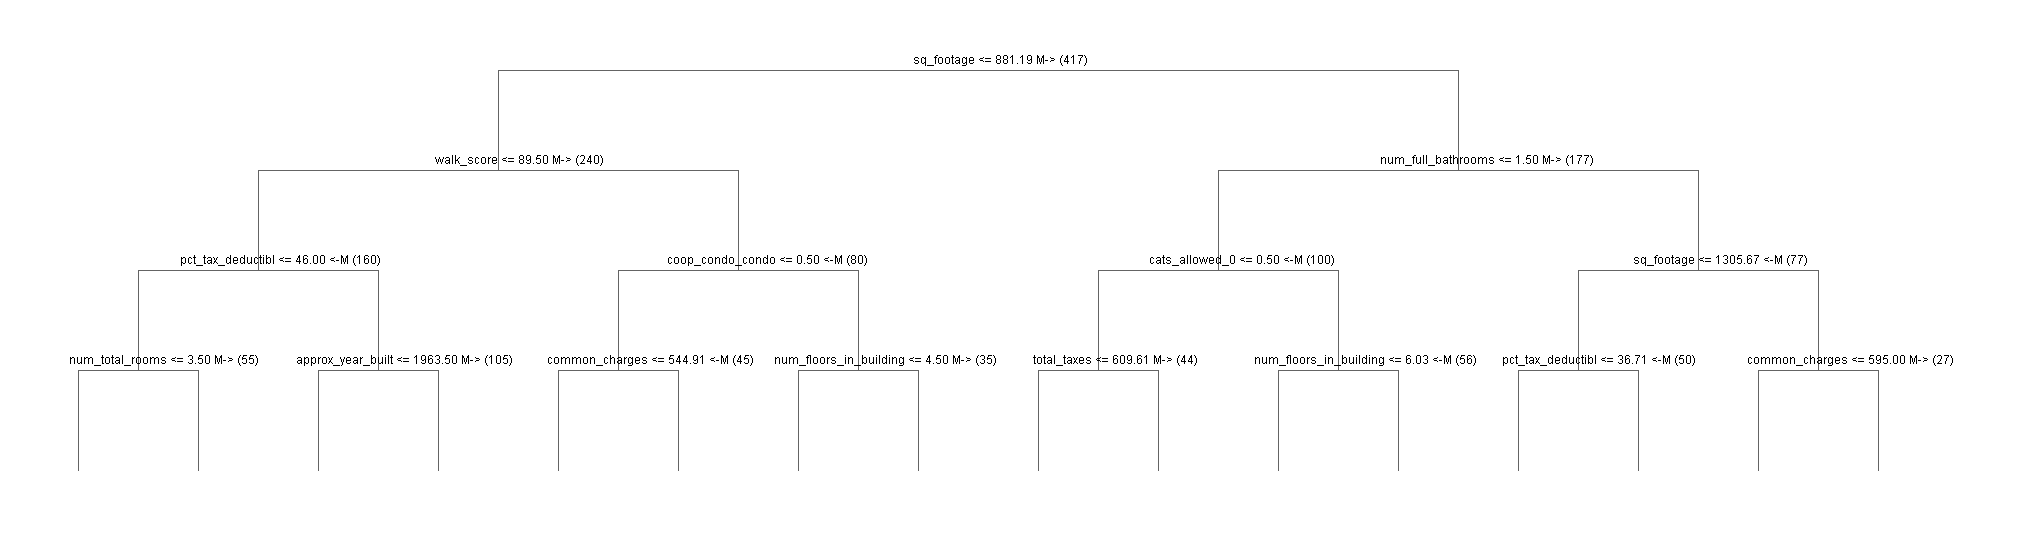 sq_footage <= 881.19 M-> (417)
walk_score <= 89.50 M-> (240)
num_full_bathrooms <= 1.50 M-> (177)
pct_tax_deductibl <= 46.00 <-M (160)
coop_condo_condo <= 0.50 <-M (80)
cats_allowed_0 <= 0.50 <-M (100)
sq_footage <= 1305.67 <-M (77)
num_total_rooms <= 3.50 M-> (55)
approx_year_built <= 1963.50 M-> (105)
common_charges <= 544.91 <-M (45)
num_floors_in_building <= 4.50 M-> (35)
total_taxes <= 609.61 M-> (44)
num_floors_in_building <= 6.03 <-M (56)
pct_tax_deductibl <= 36.71 <-M (50)
common_charges <= 595.00 M-> (27)